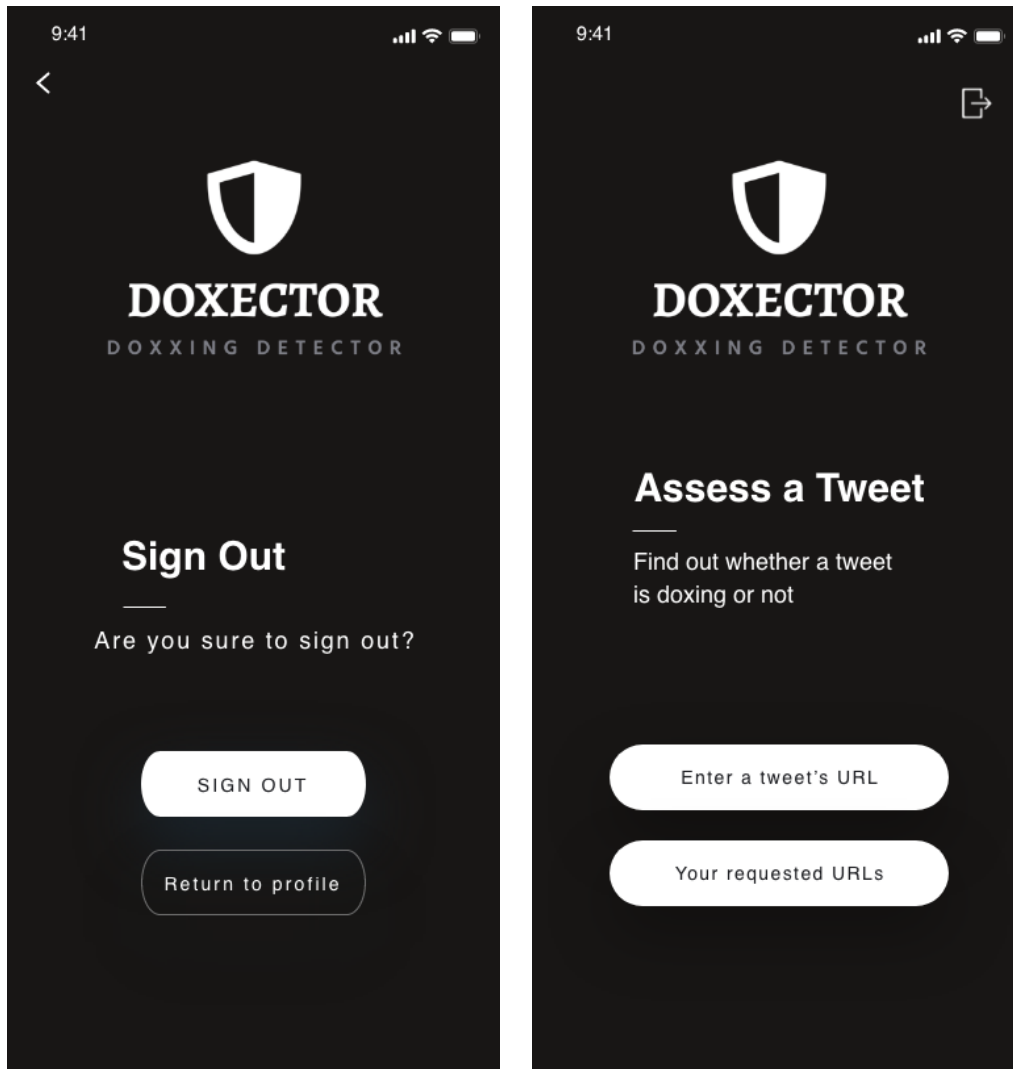 9:41
DOXECTOR
DOXXING DETECTOR
Sign Out
Are you sure to sign out?
SIGN OUT
Return to profile
9:41
DOXECTOR
DOXXING DETECTOR
Assess a Tweet
Find out whether a tweet
is doxing or not
Enter a tweet’s URL
Your requested URLs